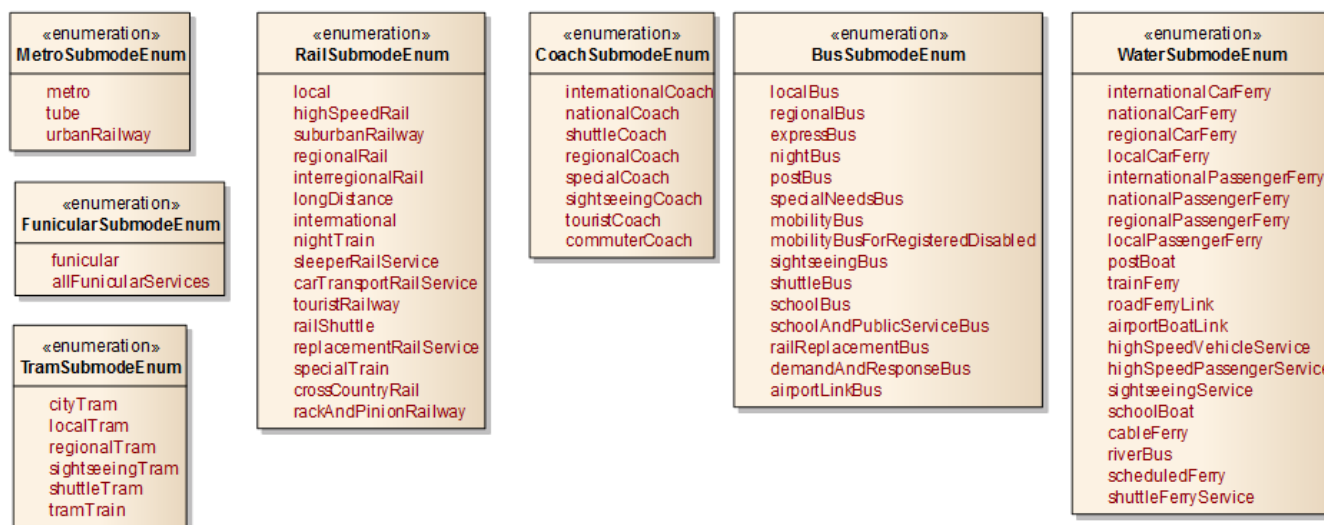 «enumeration»
MetroSubmodeEnum
metro
tube
urbanRailway
«enumeration»
FunicularSubmodeEnum
funicular
allFunicularServices
«enumeration»
TramSubmodeEnum
cityTram
localTram
regionalTram
sightseeingTram
shuttleTram
tramTrain
«enumeration»
RailSubmodeEnum
local
highSpeedRail
suburbanRailway
regionalRail
interregionalRail
longDistance
international
nightTrain
sleeperRailService
carTransportRailService
touristRailway
railShuttle
replacementRailService
specialTrain
crossCountryRail
rackAndPinionRailway
«enumeration»
CoachSubmodeEnum
internationalCoach
nationalCoach
shuttleCoach
regionalCoach
specialCoach
sightseeingCoach
touristCoach
commuterCoach
«enumeration»
BusSubmodeEnum
localBus
regionalBus
expressBus
nightBus
postBus
specialNeedsBus
mobilityBus
mobilityBusForRegisteredDisabled
sightseeingBus
shuttleBus
schoolBus
schoolAndPublicServiceBus
railReplacementBus
demandAndResponseBus
airportLinkBus
«enumeration»
WaterSubmodeEnum
internationalCarFerry
nationalCarFerry
regionalCarFerry
localCarFerry
internationalPassengerFerry
nationalPassengerFerry
regionalPassengerFerry
localPassengerFerry
postBoat
trainFerry
roadFerryLink
airportBoatLink
highSpeedVehicleService
highSpeedPassengerService
sightseeingService
schoolBoat
cableFerry
riverBus
scheduledFerry
shuttleFerryService